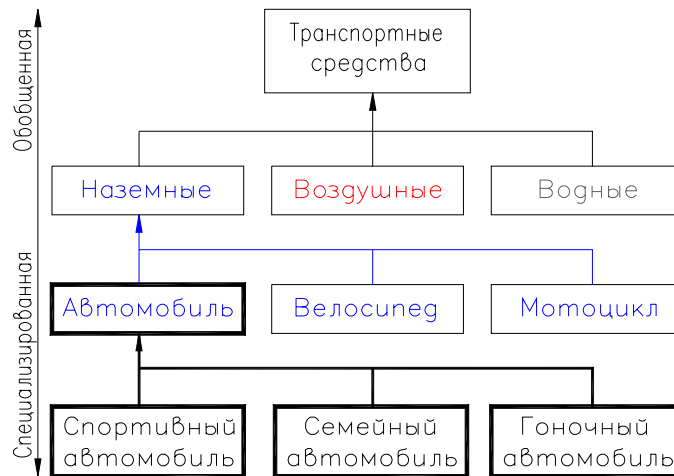 Транспортные
средства
Обобщенная
Наземные
Воздушные
Водные
Специализированная
Автомобиль
Велосипед
Мотоцикл
Спортивный
автомобиль
Семейный
автомобиль
Гоночный
автомобиль